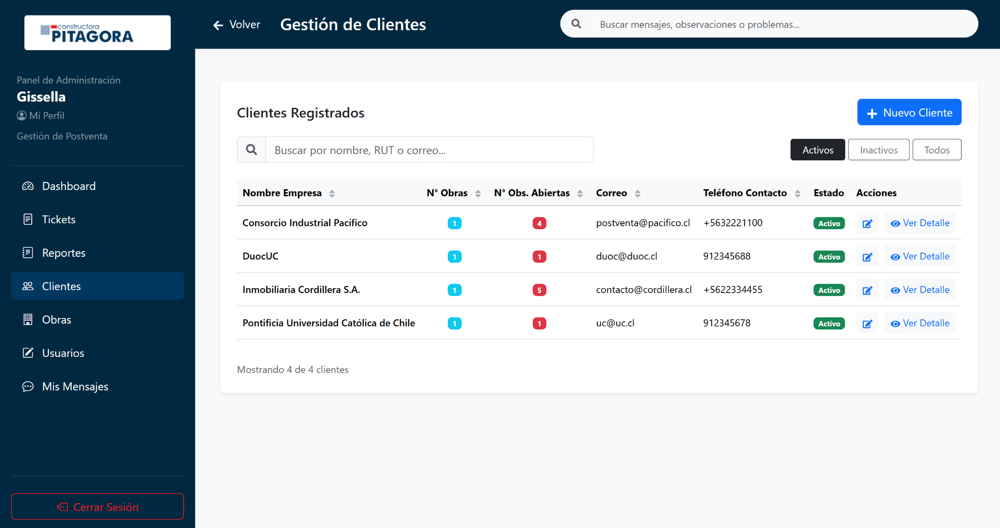 constructora
PITAGORA
Panel de Administración
Gissella
Mi Perfil
Gestión de Postventa
Dashboard
Tickets
Reportes
Clientes
Obras
Usuarios
Mis Mensajes
Cerrar Sesión
Volver
Gestión de Clientes
Buscar mensajes, observaciones o problemas...
Clientes Registrados
Nuevo Cliente
Buscar por nombre, RUT o correo...
Activos
Inactivos
Todos
Nombre Empresa N° Obras N° Obs. Abiertas Correo Teléfono Contacto Estado Acciones
Consorcio Industrial Pacífico 1 4 postventa@pacifico.cl +5632221100 Activo Ver Detalle
DuocUC 1 1 duoc@duoc.cl 912345688 Activo Ver Detalle
Inmobiliaria Cordillera S.A. 1 5 contacto@cordillera.cl +5622334455 Activo Ver Detalle
Pontificia Universidad Católica de Chile 1 1 uc@uc.cl 912345678 Activo Ver Detalle
Mostrando 4 de 4 clientes